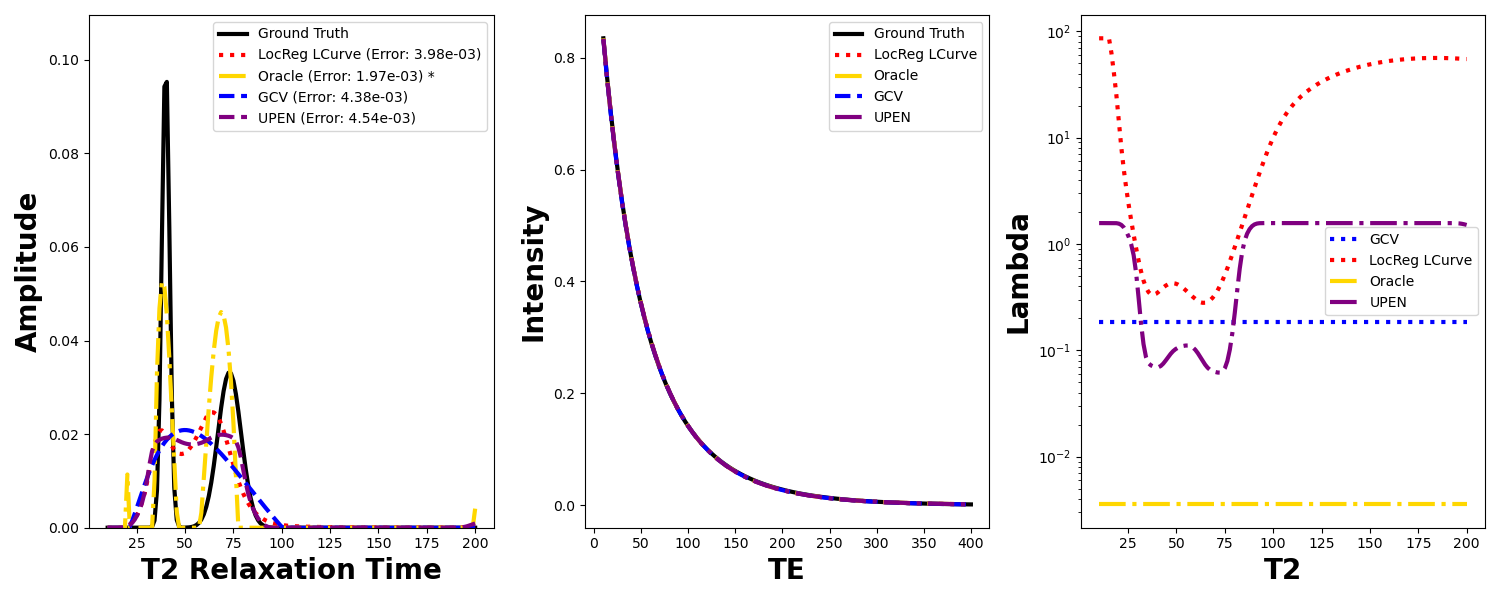 Amplitude
0.10
0.08
0.06
0.04
0.02
0.00
25 50 75 100 125 150 175 200
T2 Relaxation Time
Ground Truth
LocReg LCurve (Error: 3.98e-03)
Oracle (Error: 1.97e-03) *
GCV (Error: 4.38e-03)
UPEN (Error: 4.54e-03)
Intensity
0.8
0.6
0.4
0.2
0.0
0 50 100 150 200 250 300 350 400
TE
Ground Truth
LocReg LCurve
Oracle
GCV
UPEN
Lambda
10²
10¹
10⁰
10⁻¹
10⁻²
25 50 75 100 125 150 175 200
T2
GCV
LocReg LCurve
Oracle
UPEN